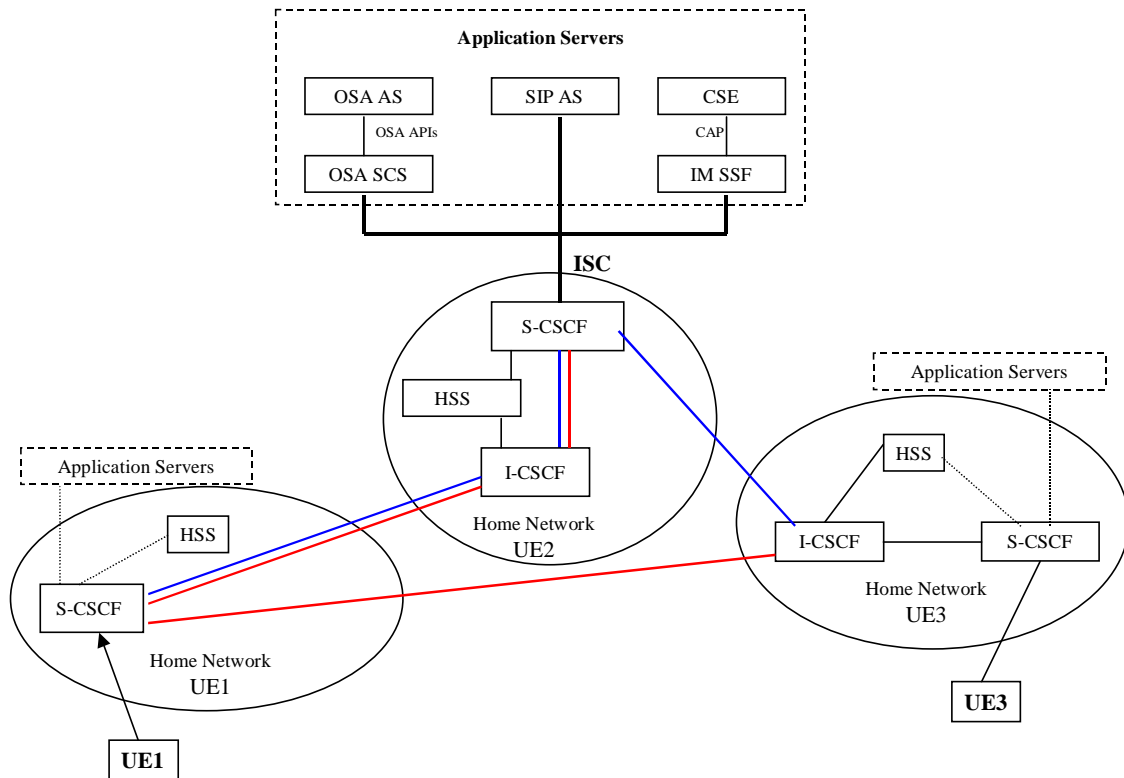 Application Servers
OSA AS
SIP AS
CSE
OSA APIs
CAP
OSA SCS
IM SSF
ISC
S-CSCF
HSS
I-CSCF
Home Network
UE2
Application Servers
HSS
I-CSCF
S-CSCF
Home Network
UE3
UE3
Application Servers
HSS
S-CSCF
Home Network
UE1
UE1